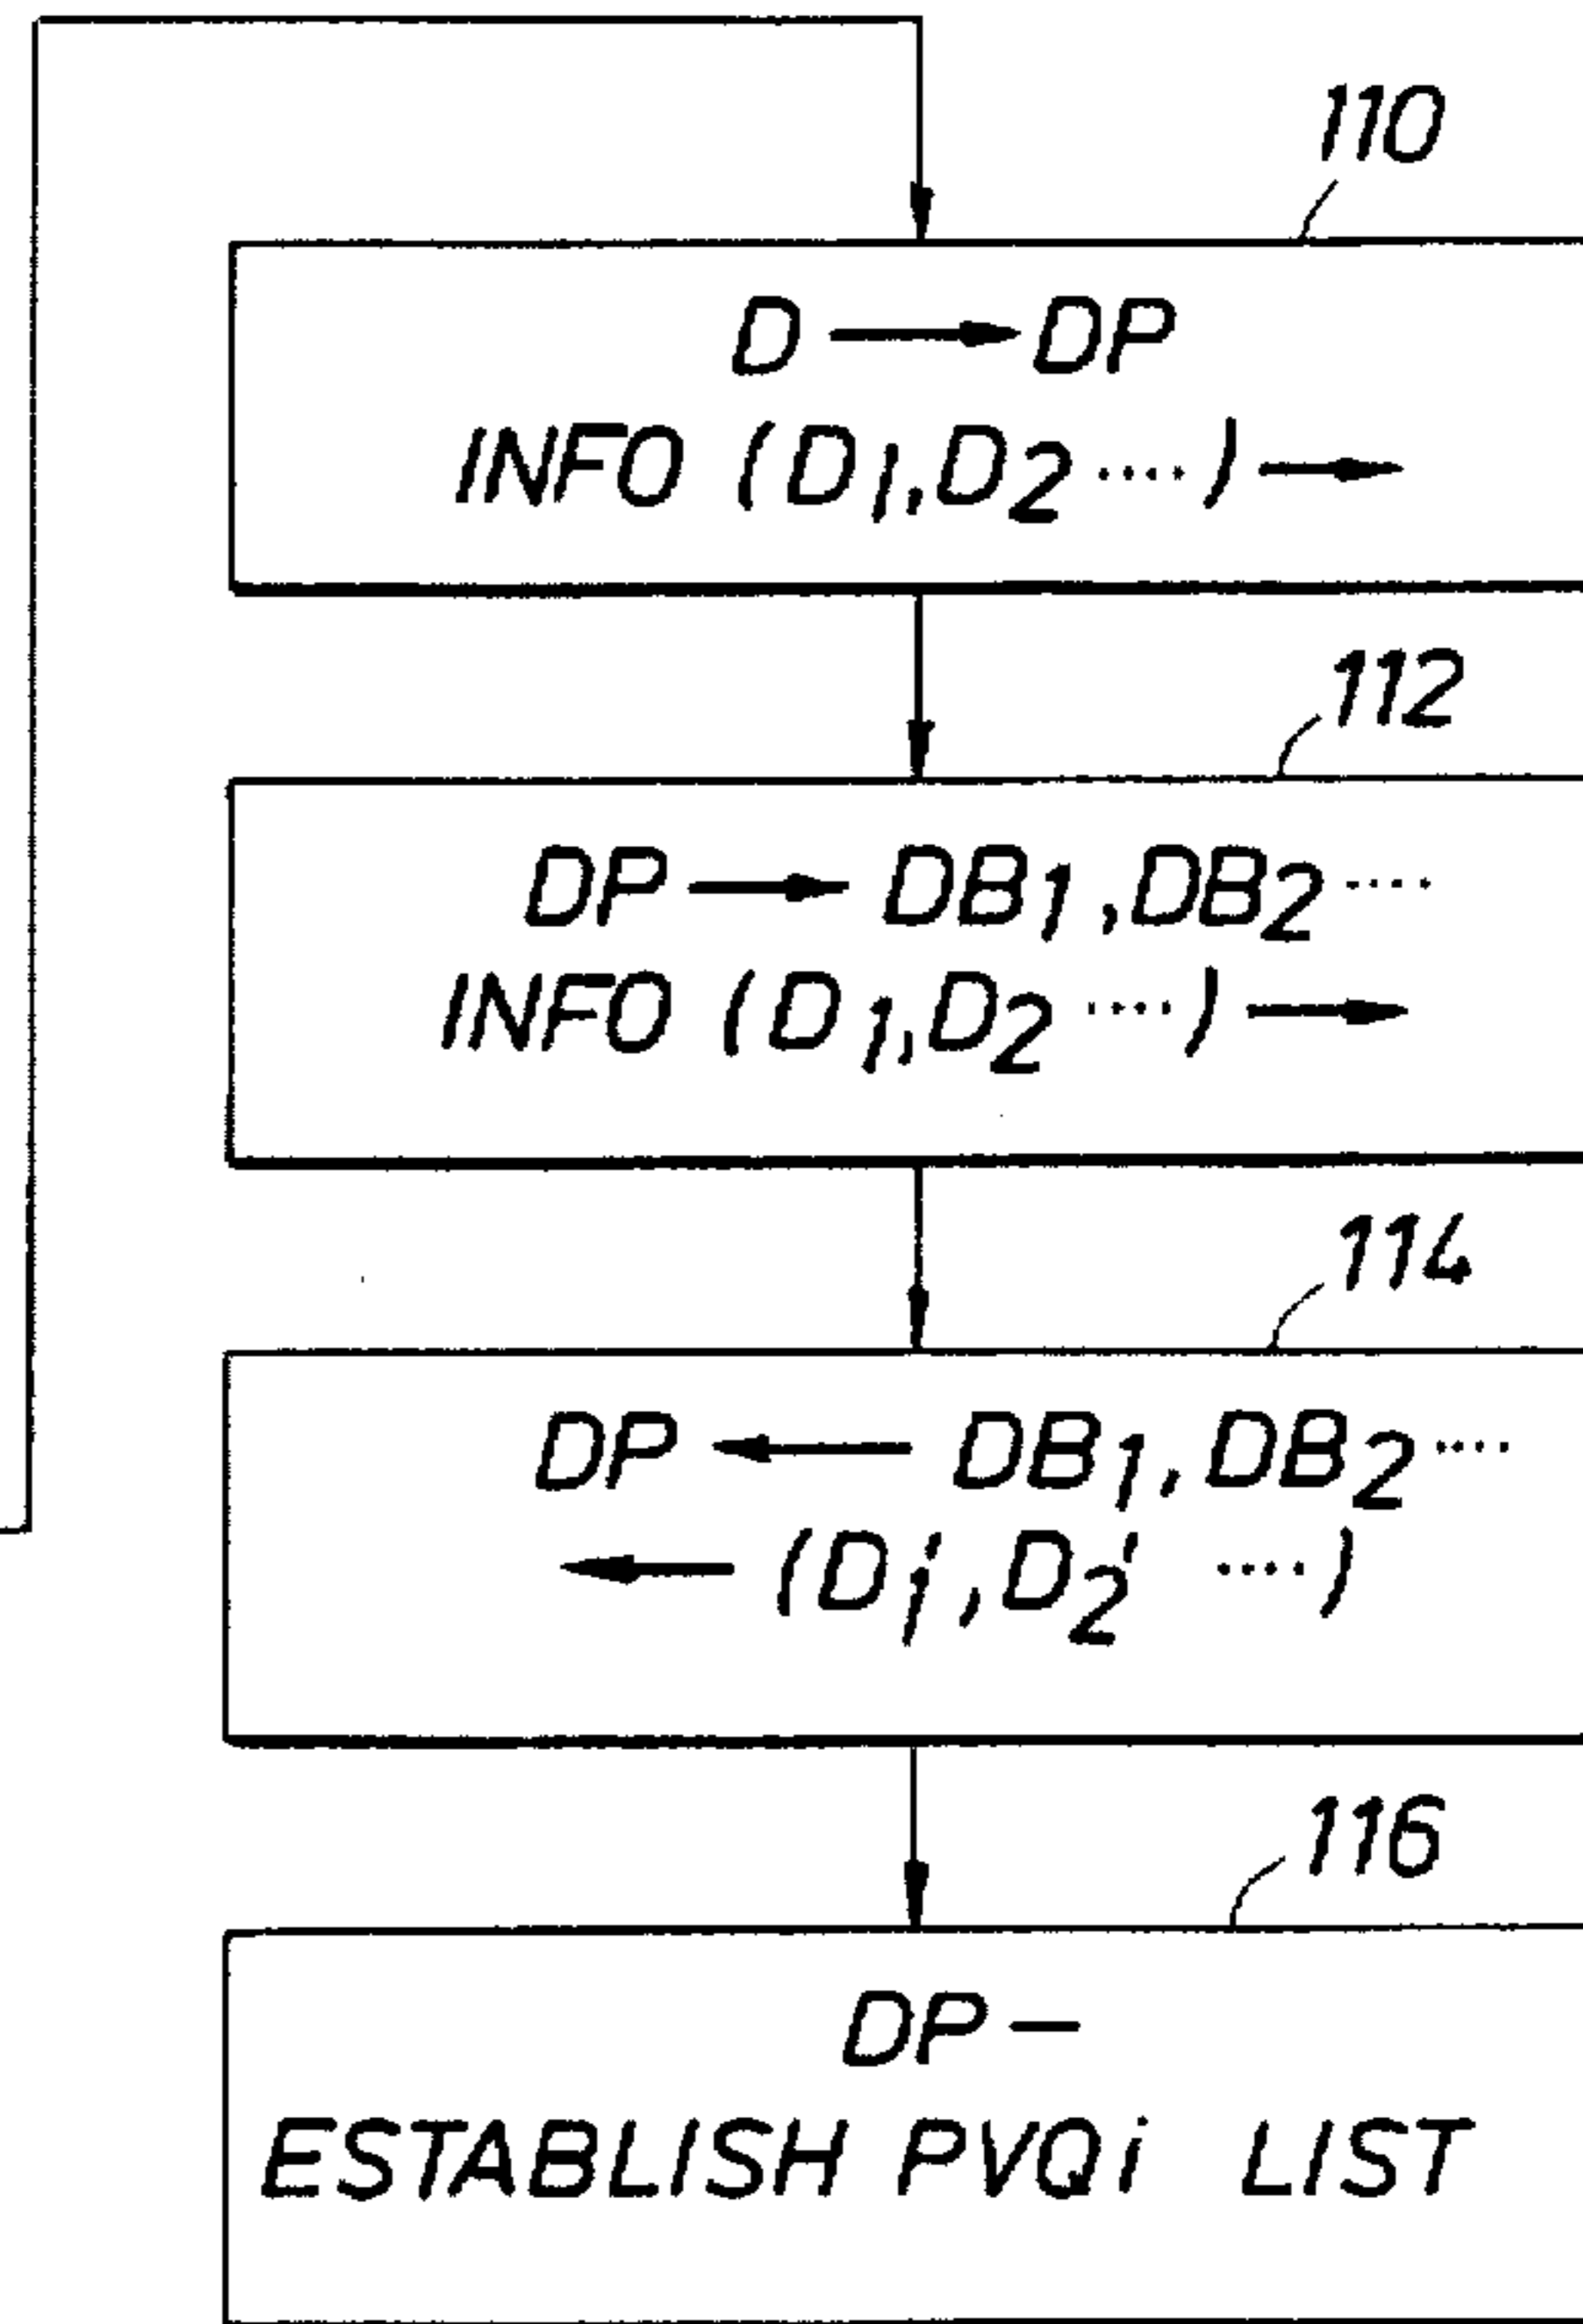 110
D → DP
INFO (D₁,D₂····) →
112
DP → DB₁,DB₂····
INFO (D₁,D₂····) →
114
DP ← DB₁,DB₂····
← (D₁',D₂' ····)
116
DP –
ESTABLISH PVQi LIST